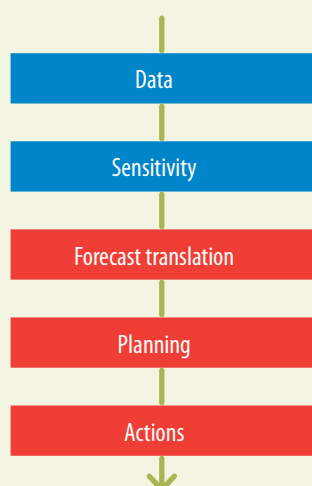 Data
Sensitivity
Forecast translation
Planning
Actions